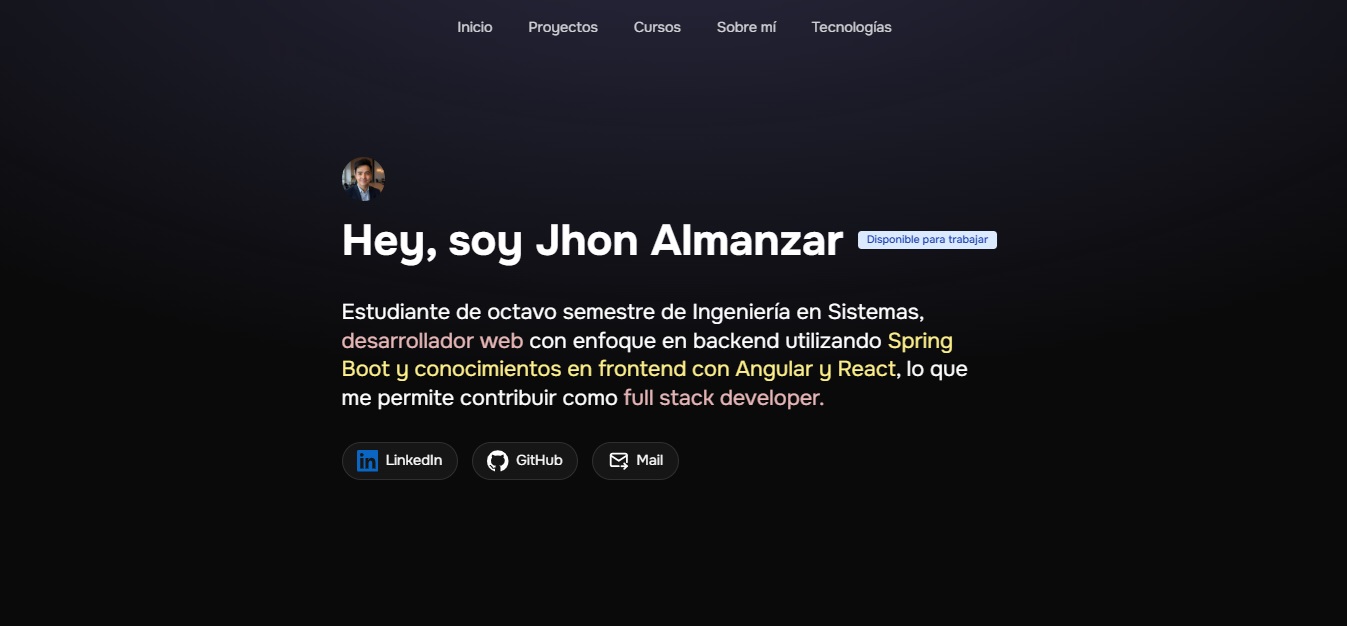 Inicio Proyectos Cursos Sobre mí Tecnologías
Hey, soy Jhon Almanzar Disponible para trabajar
Estudiante de octavo semestre de Ingeniería en Sistemas,
desarrollador web con enfoque en backend utilizando Spring
Boot y conocimientos en frontend con Angular y React, lo que
me permite contribuir como full stack developer.
in LinkedIn GitHub Mail